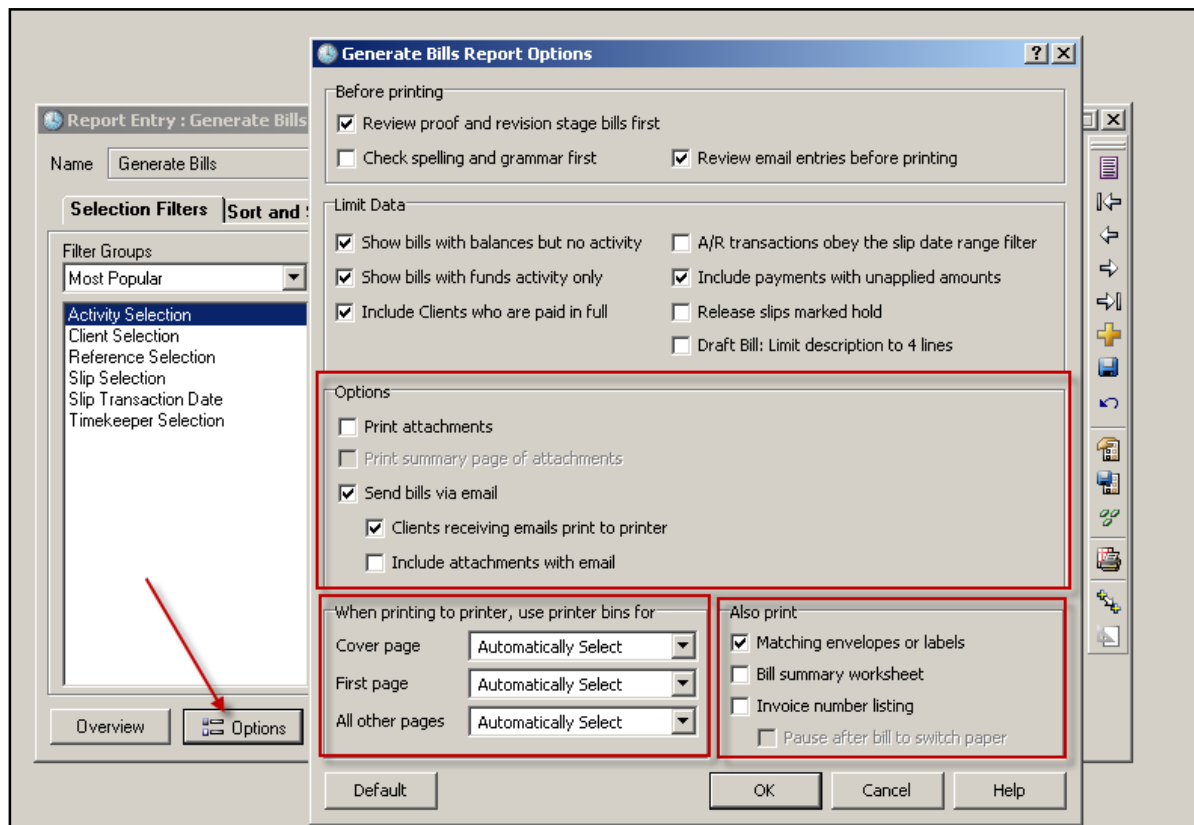 Generate Bills Report Options
Before printing
Review proof and revision stage bills first
Check spelling and grammar first
Review email entries before printing
Limit Data
Show bills with balances but no activity
A/R transactions obey the slip date range filter
Show bills with funds activity only
Include payments with unapplied amounts
Include Clients who are paid in full
Release slips marked hold
Draft Bill: Limit description to 4 lines
Options
Print attachments
Print summary page of attachments
Send bills via email
Clients receiving emails print to printer
Include attachments with email
When printing to printer, use printer bins for
Cover page
Automatically Select
First page
Automatically Select
All other pages
Automatically Select
Also print
Matching envelopes or labels
Bill summary worksheet
Invoice number listing
Pause after bill to switch paper
Default
OK
Cancel
Help
Report Entry : Generate Bills
Name
Generate Bills
Selection Filters
Sort and
Filter Groups
Most Popular
Activity Selection
Client Selection
Reference Selection
Slip Selection
Slip Transaction Date
Timekeeper Selection
Overview
Options